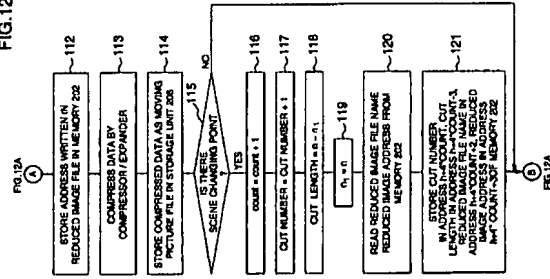 FIG.12
FIG.12A
A
112
STORE ADDRESS WRITTEN IN
REDUCED IMAGE FILE IN MEMORY 202
113
COMPRESS DATA BY
COMPRESSOR / EXPANDER
114
STORE COMPRESSED DATA AS MOVING
PICTURE FILE IN STORAGE UNIT 205
115
IS THERE
SCENE CHANGING POINT
?
NO
YES
116
count = count + 1
117
CUT NUMBER = CUT NUMBER + 1
118
CUT LENGTH = n - n₁
119
n₁ = n
120
READ REDUCED IMAGE FILE NAME
REDUCED IMAGE ADDRESS FROM
MEMORY 202
121
STORE CUT NUMBER
IN ADDRESS h=4*COUNT, CUT
LENGTH IN ADDRESS h=4*COUNT-3,
REDUCED IMAGE FILE NAME IN
ADDRESS h=4*COUNT+2, REDUCED
IMAGE ADDRESS IN ADDRESS
h=4* COUNT+3OF MEMORY 202
B
FIG.12A